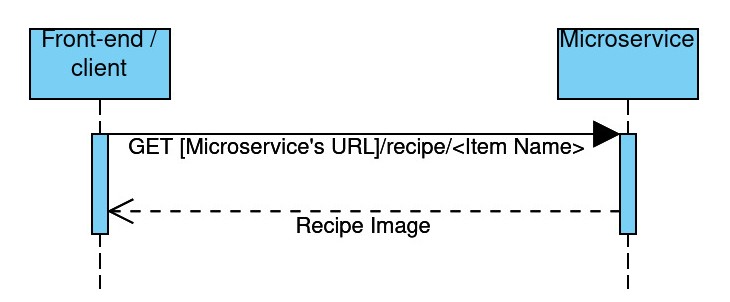 Front-end /
client
Microservice
GET [Microservice's URL]/recipe/<Item Name>
Recipe Image